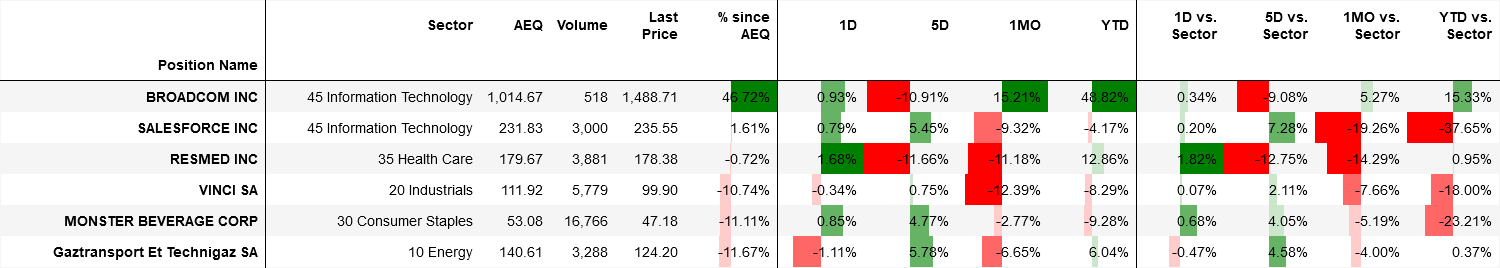 Position Name Sector AEQ Volume Last Price % since AEQ 1D 5D 1MO YTD 1D vs. Sector 5D vs. Sector 1MO vs. Sector YTD vs. Sector
BROADCOM INC 45 Information Technology 1,014.67 518 1,488.71 46.72% 0.93% -10.91% 15.21% 48.82% 0.34% -9.08% 5.27% 15.33%
SALESFORCE INC 45 Information Technology 231.83 3,000 235.55 1.61% 0.79% 5.45% -9.32% -4.17% 0.20% 7.28% -19.26% -37.65%
RESMED INC 35 Health Care 179.67 3,881 178.38 -0.72% 1.68% -11.66% -11.18% 12.86% 1.82% -12.75% -14.29% 0.95%
VINCI SA 20 Industrials 111.92 5,779 99.90 -10.74% -0.34% 0.75% -12.39% -8.29% 0.07% 2.11% -7.66% -18.00%
MONSTER BEVERAGE CORP 30 Consumer Staples 53.08 16,766 47.18 -11.11% 0.85% 4.77% -2.77% -9.28% 0.68% 4.05% -5.19% -23.21%
Gaztransport Et Technigaz SA 10 Energy 140.61 3,288 124.20 -11.67% -1.11% 5.78% -6.65% 6.04% -0.47% 4.58% -4.00% 0.37%